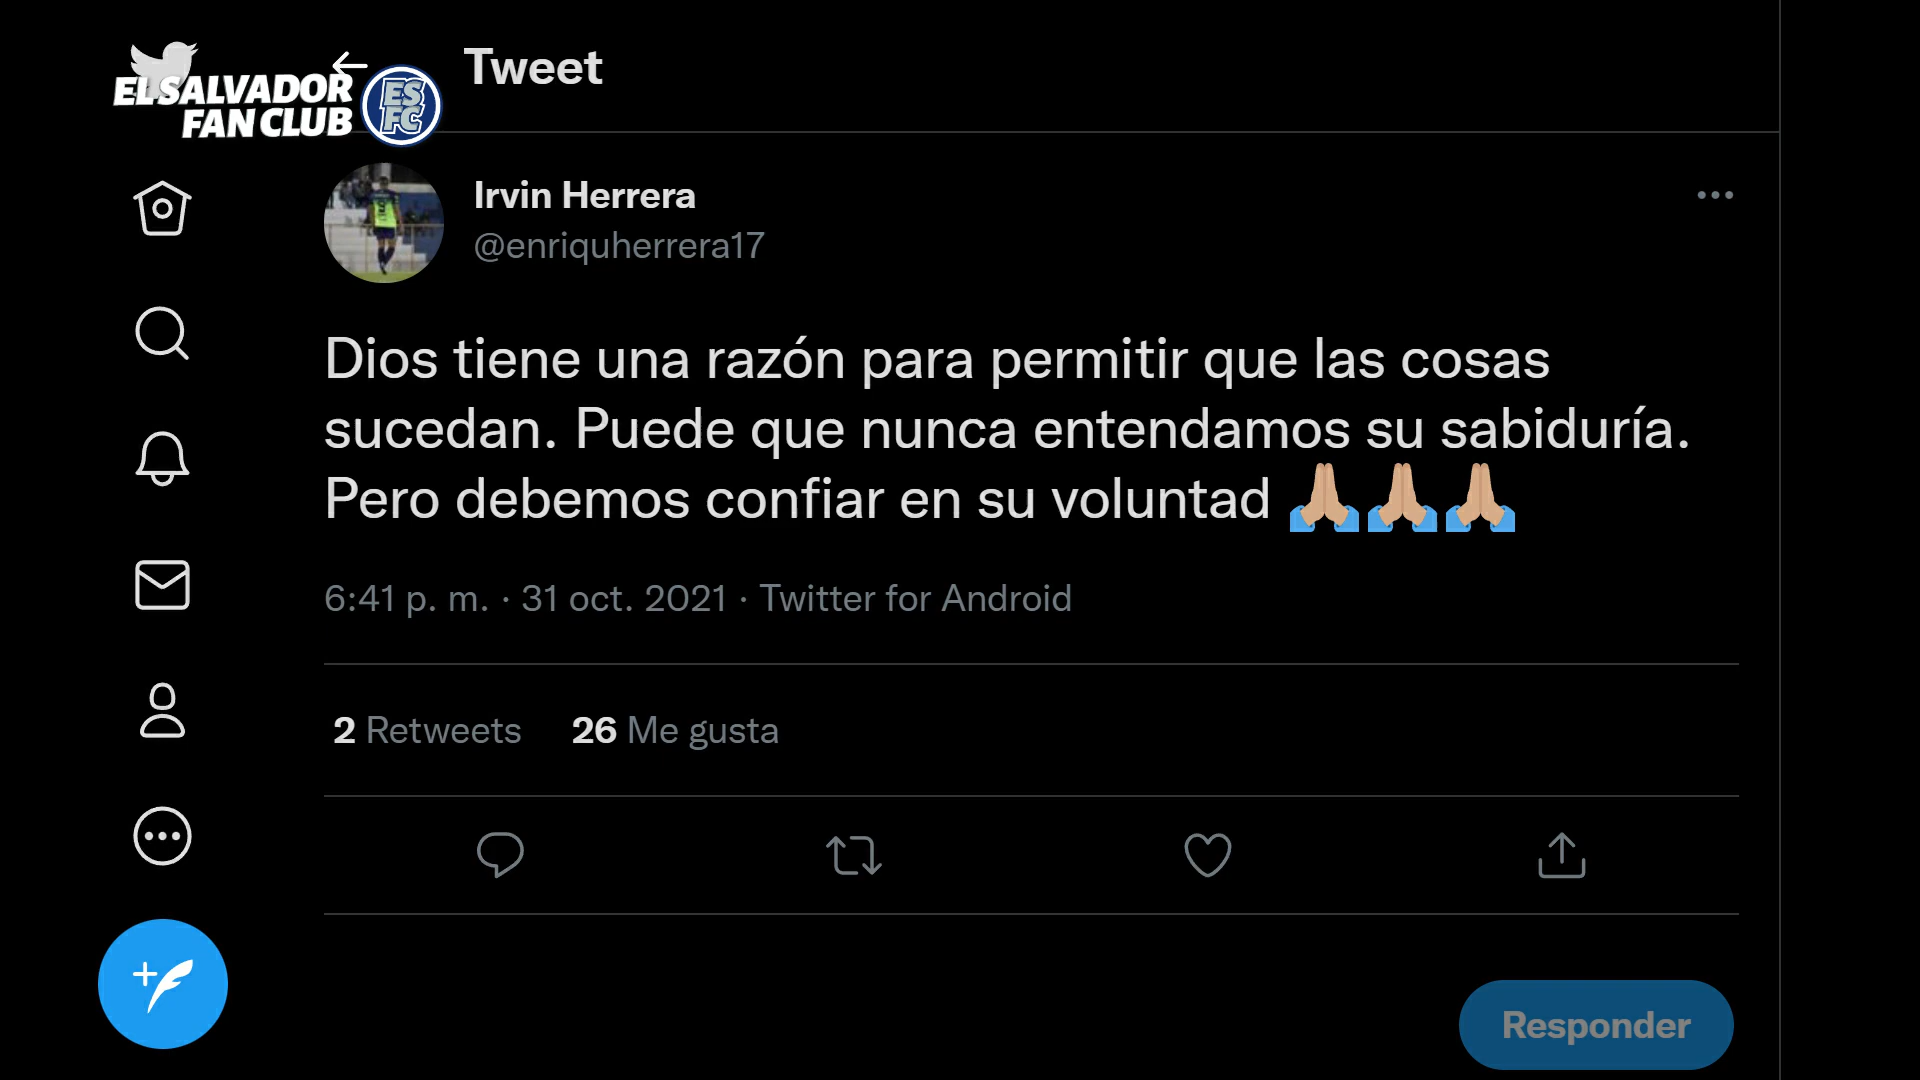 Tweet
EL SALVADOR
FAN CLUB
ES
FC
Irvin Herrera
@enriquherrera17
Dios tiene una razón para permitir que las cosas
sucedan. Puede que nunca entendamos su sabiduría.
Pero debemos confiar en su voluntad 🙏🏼🙏🏼🙏🏼
6:41 p. m. · 31 oct. 2021 · Twitter for Android
2 Retweets 26 Me gusta
Responder